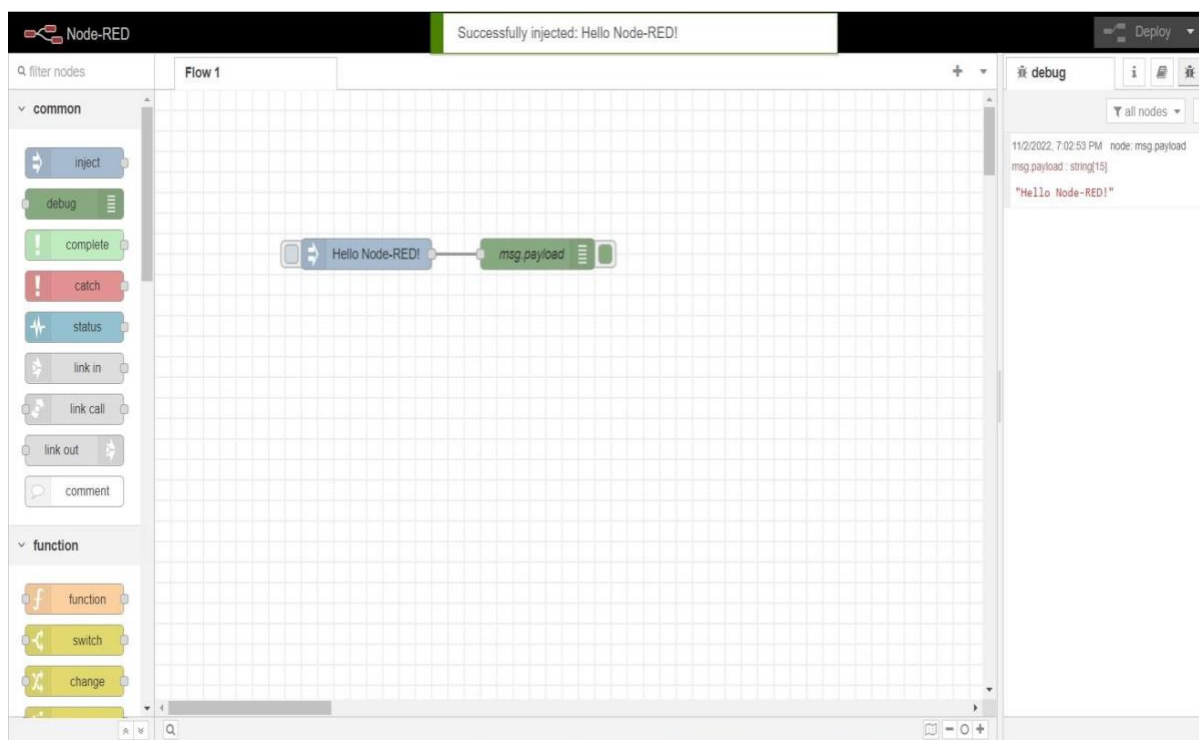 Node-RED
Successfully injected: Hello Node-RED!
Deploy
filter nodes
Flow 1
debug
i
all nodes
common
inject
debug
complete
catch
status
link in
link call
link out
comment
function
function
switch
change
Hello Node-RED!
msg.payload
11/2/2022, 7:02:53 PM node: msg.payload
msg.payload : string[15]
"Hello Node-RED!"